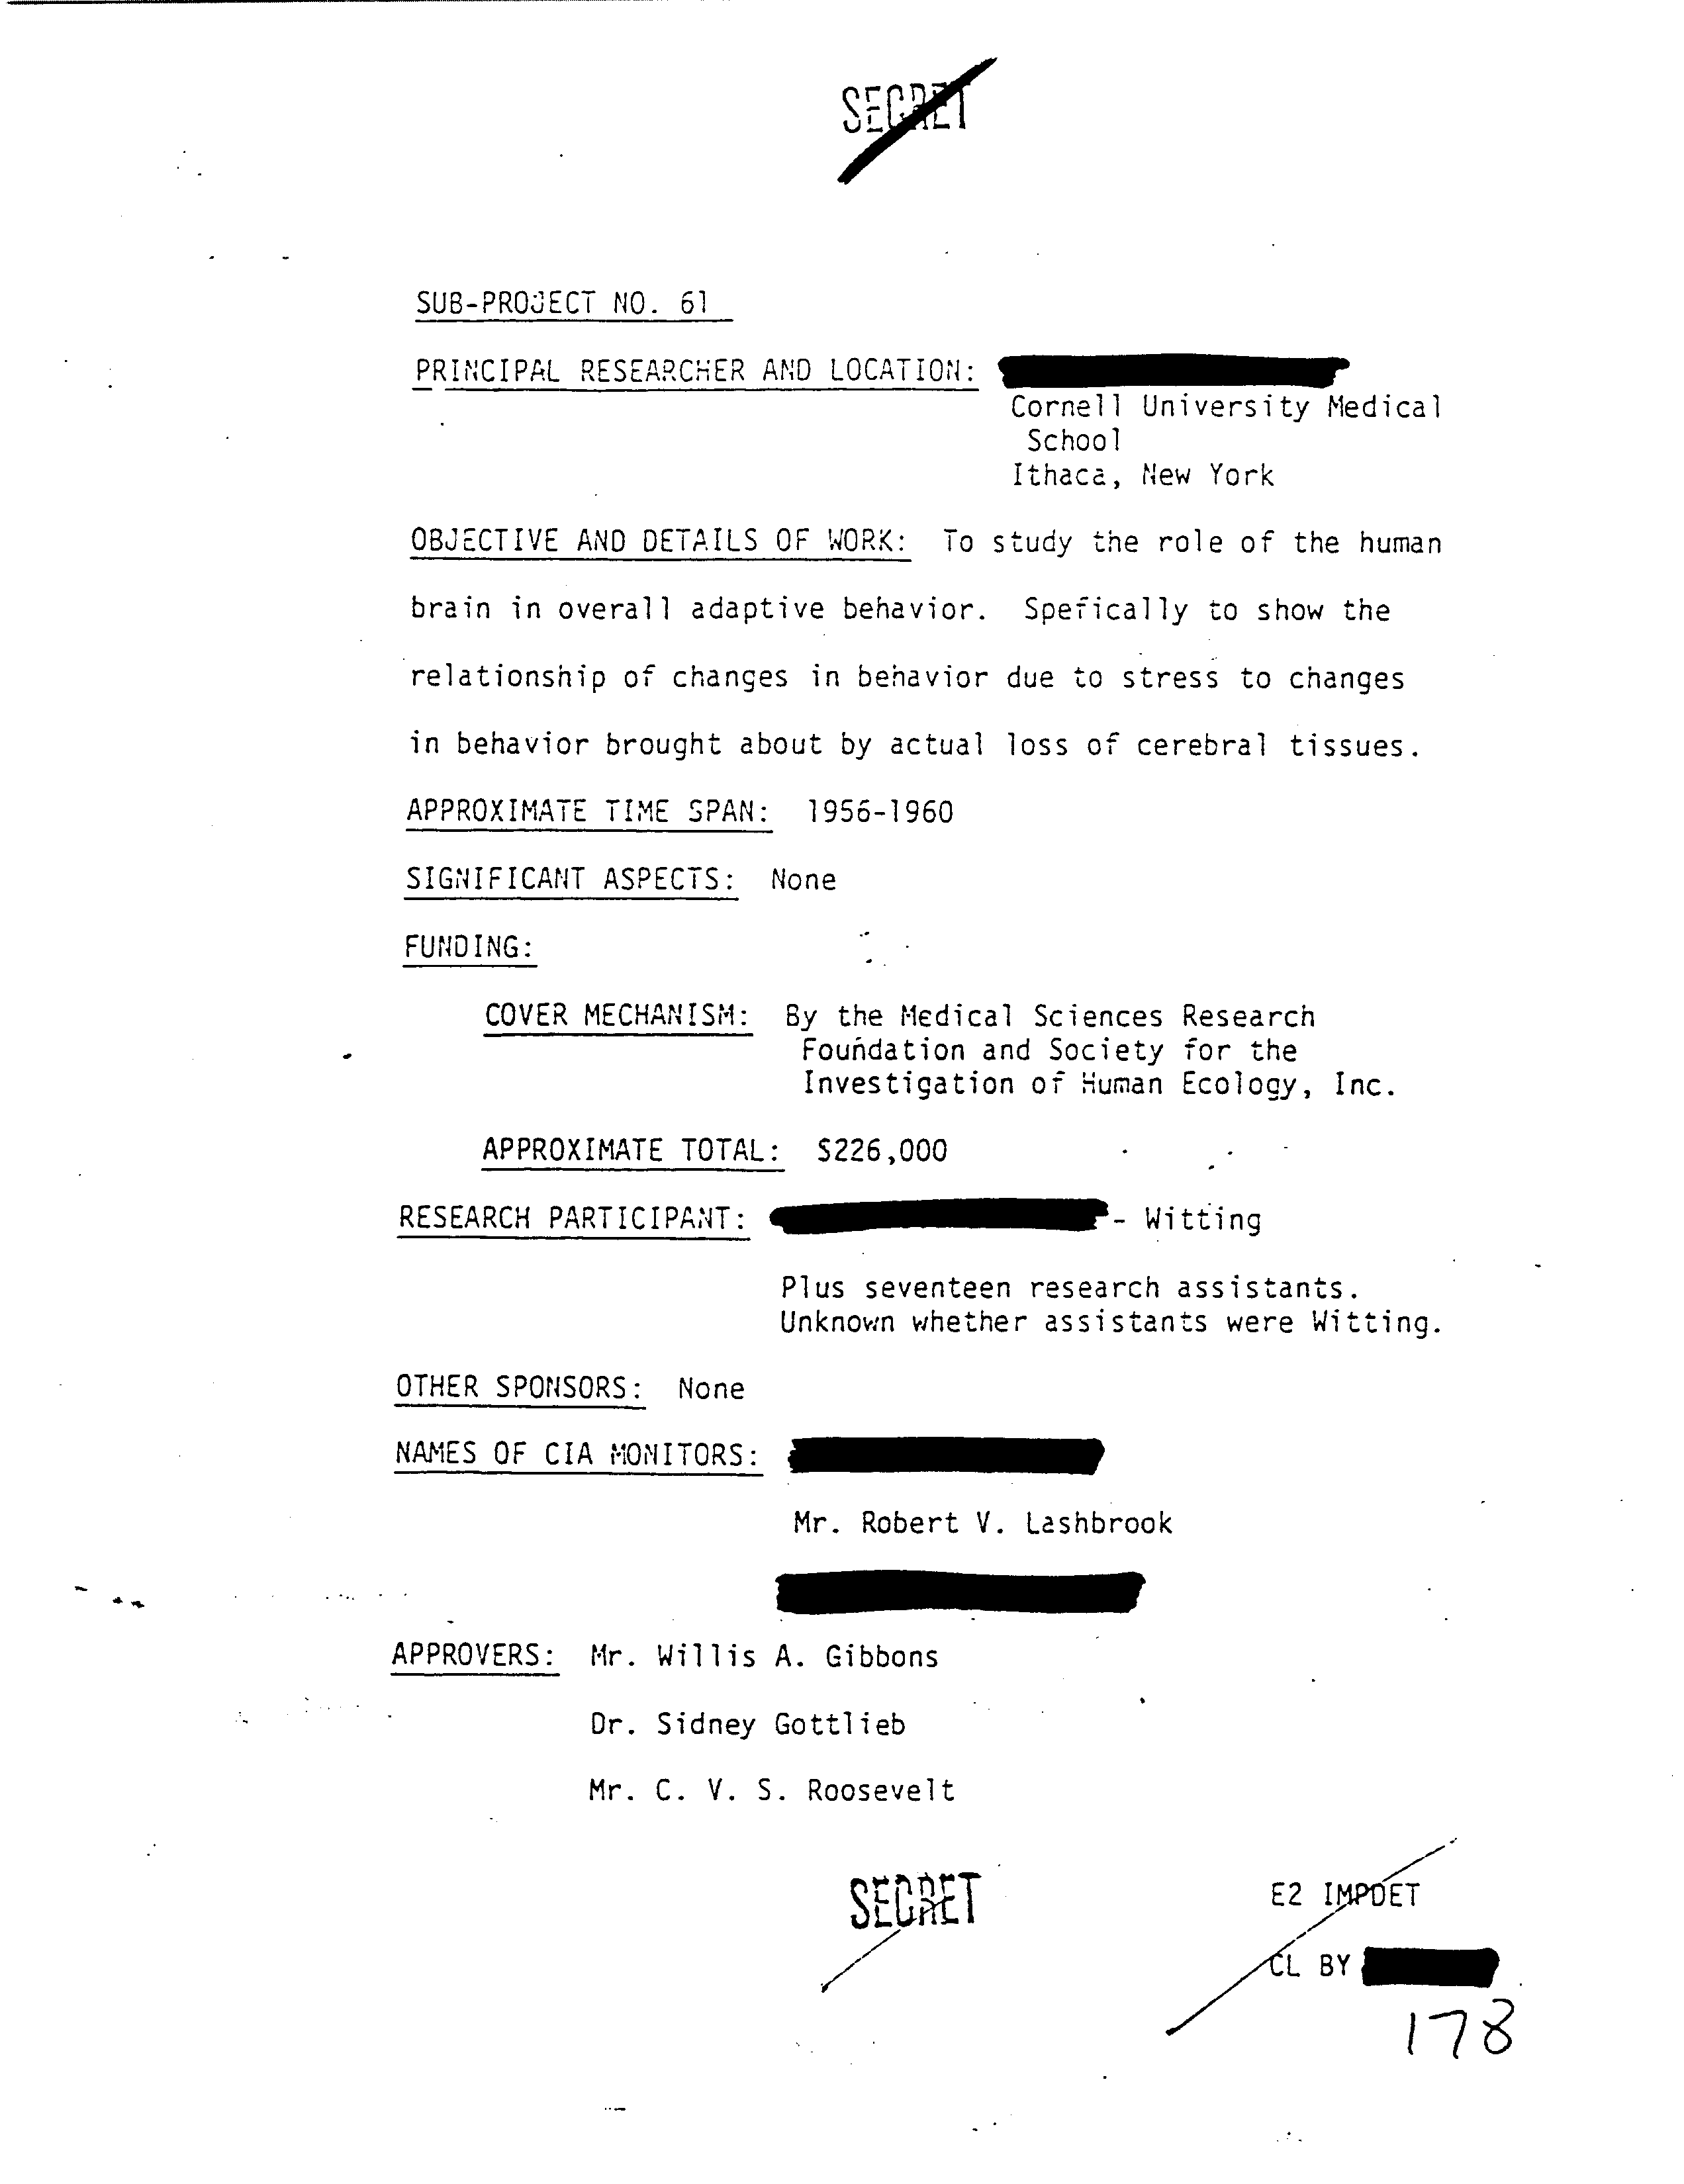 SECRET
SUB-PROJECT NO. 61
PRINCIPAL RESEARCHER AND LOCATION:
Cornell University Medical
School
Ithaca, New York
OBJECTIVE AND DETAILS OF WORK: To study the role of the human
brain in overall adaptive behavior. Spefically to show the
relationship of changes in behavior due to stress to changes
in behavior brought about by actual loss of cerebral tissues.
APPROXIMATE TIME SPAN: 1956-1960
SIGNIFICANT ASPECTS: None
FUNDING:
COVER MECHANISM: By the Medical Sciences Research
Foundation and Society for the
Investigation of Human Ecology, Inc.
APPROXIMATE TOTAL: $226,000
RESEARCH PARTICIPANT: - Witting
Plus seventeen research assistants.
Unknown whether assistants were Witting.
OTHER SPONSORS: None
NAMES OF CIA MONITORS:
Mr. Robert V. Lashbrook
APPROVERS: Mr. Willis A. Gibbons
Dr. Sidney Gottlieb
Mr. C. V. S. Roosevelt
SECRET
E2 IMPDET
CL BY
178